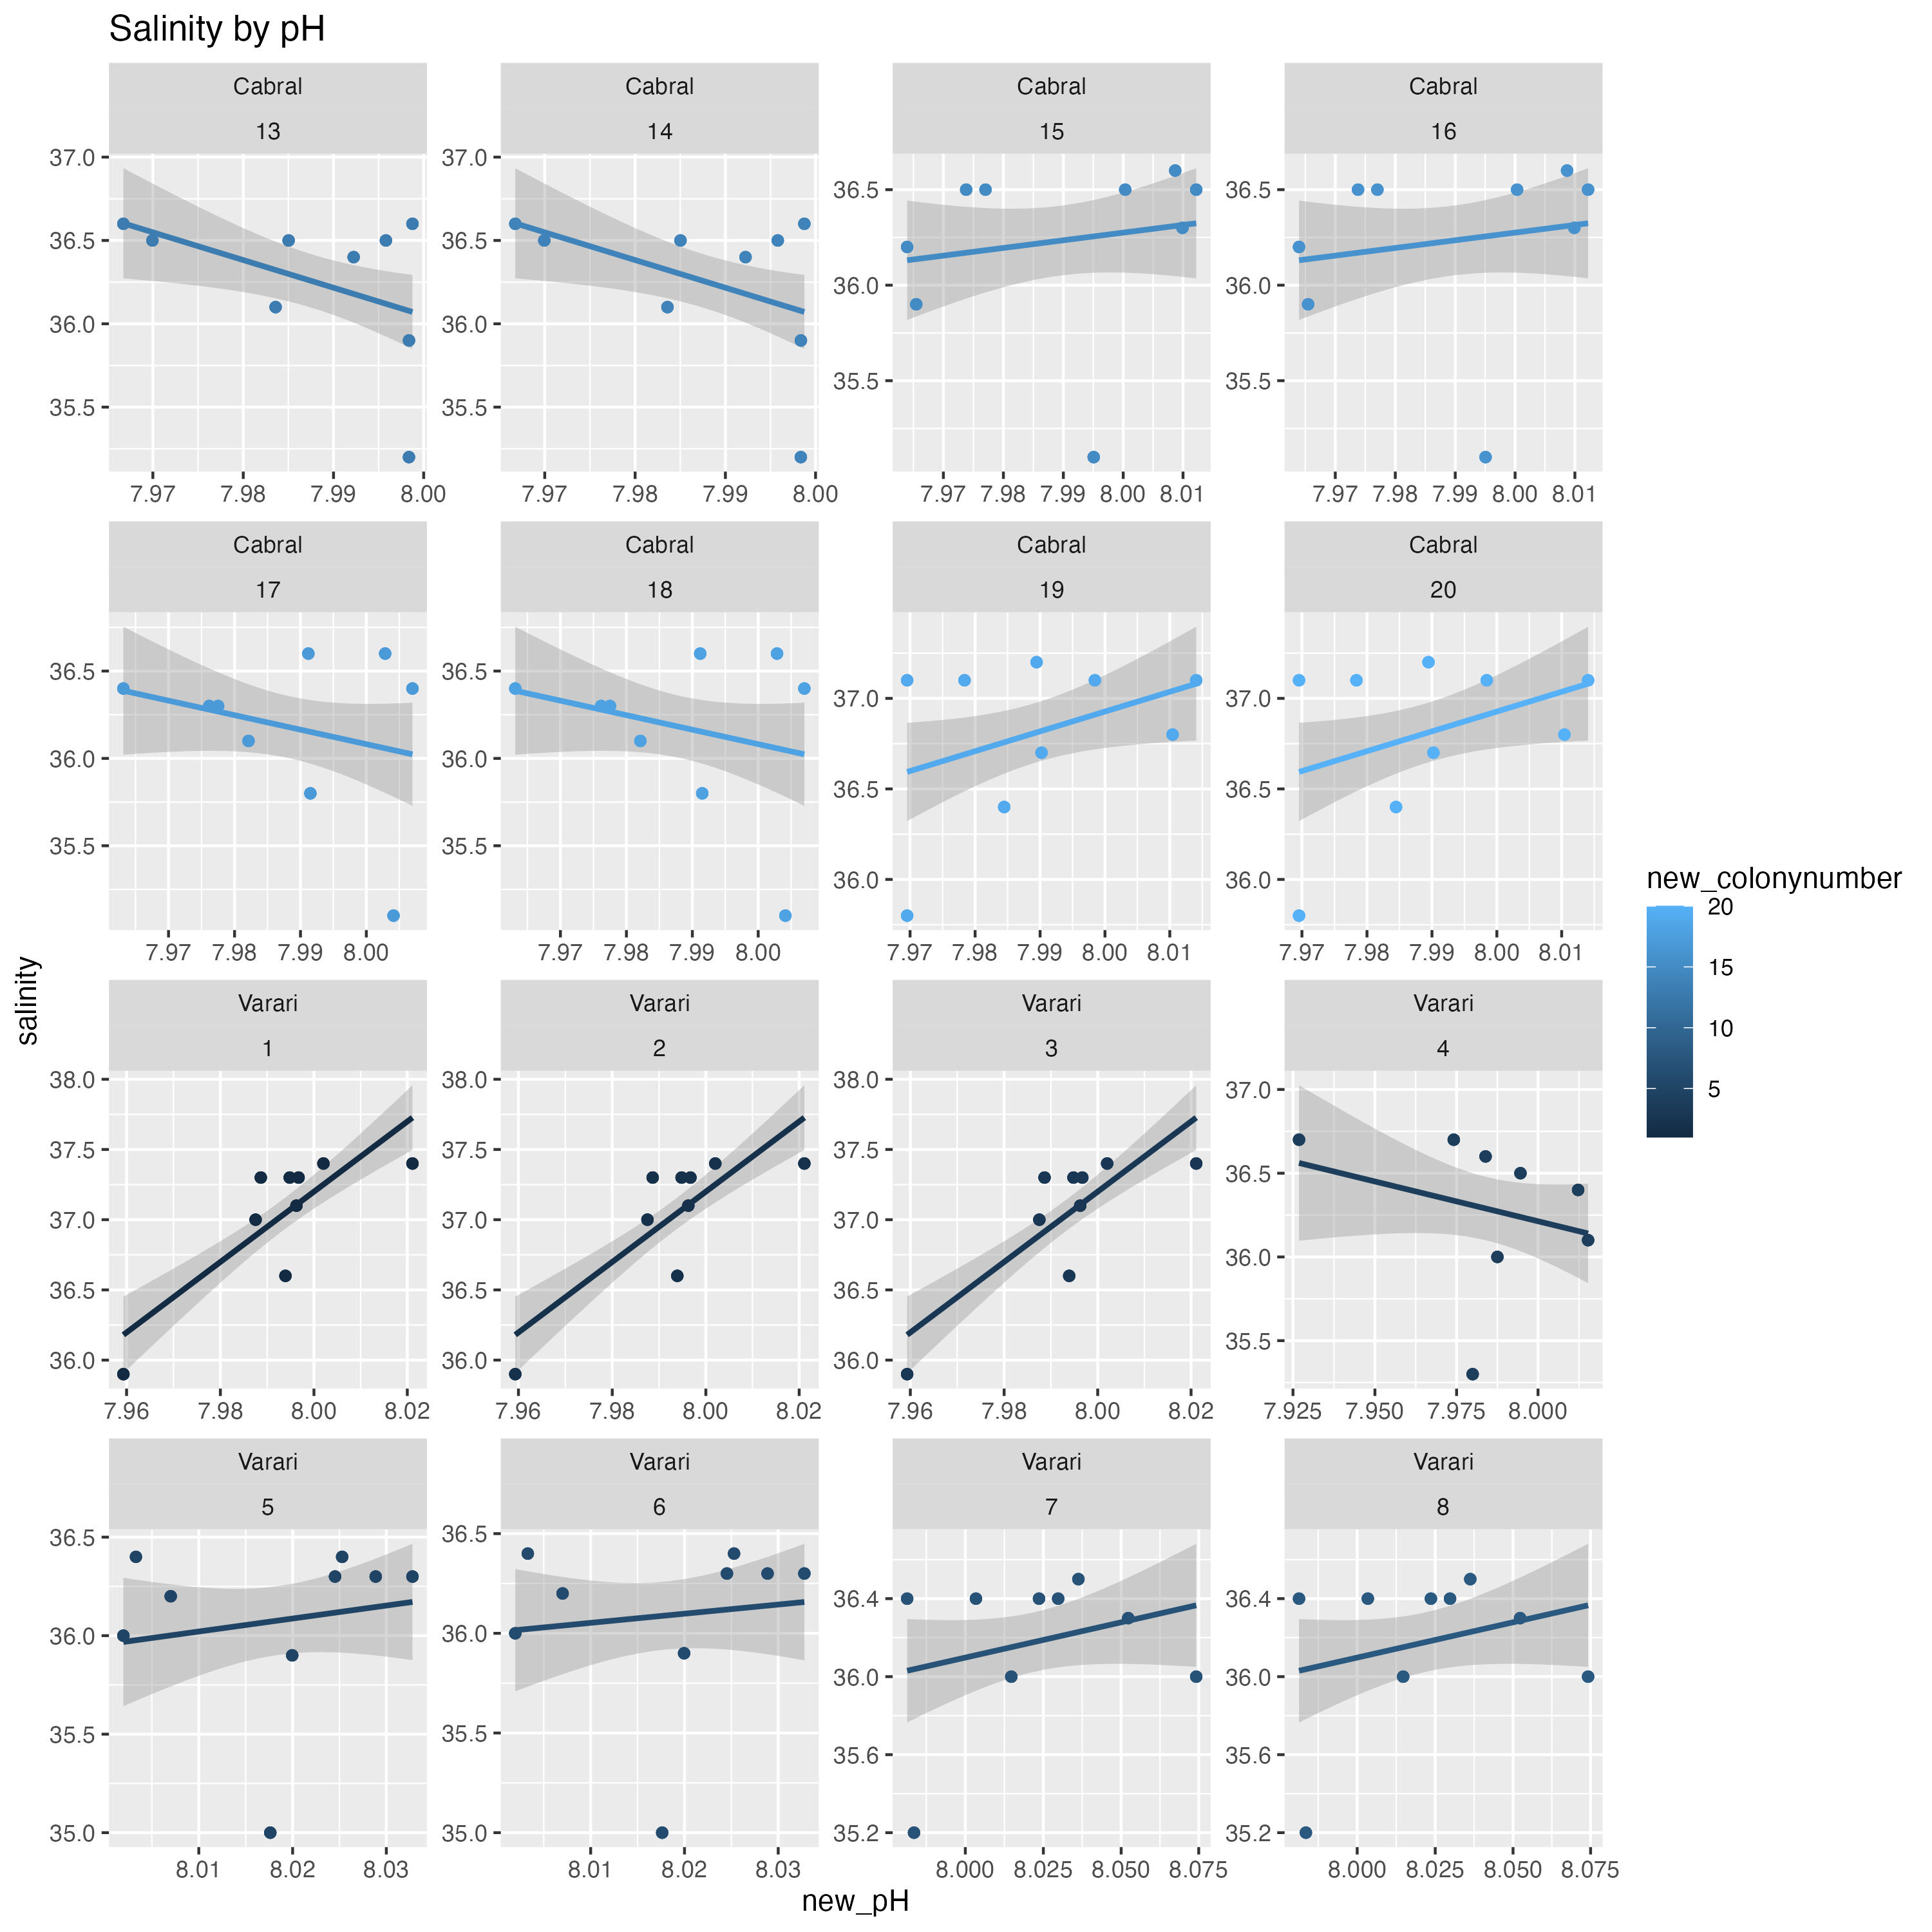 Salinity by pH
Cabral Cabral Cabral Cabral
13 14 15 16
37.0 37.0
36.5 36.5 36.5 36.5
36.0 36.0 36.0 36.0
35.5 35.5 35.5 35.5
7.97 7.98 7.99 8.00 7.97 7.98 7.99 8.00 7.97 7.98 7.99 8.00 8.01 7.97 7.98 7.99 8.00 8.01
Cabral Cabral Cabral Cabral
17 18 19 20
36.5 36.5 37.0 37.0
36.0 36.0 36.5 36.5
35.5 35.5 36.0 36.0
7.97 7.98 7.99 8.00 7.97 7.98 7.99 8.00 7.97 7.98 7.99 8.00 8.01 7.97 7.98 7.99 8.00 8.01
new_colonynumber
20
15
10
5
salinity
Varari Varari Varari Varari
1 2 3 4
38.0 38.0 38.0 37.0
37.5 37.5 37.5 36.5
37.0 37.0 37.0 36.0
36.5 36.5 36.5 35.5
36.0 36.0 36.0
7.96 7.98 8.00 8.02 7.96 7.98 8.00 8.02 7.96 7.98 8.00 8.02 7.925 7.950 7.975 8.000
Varari Varari Varari Varari
5 6 7 8
36.5 36.5 36.4 36.4
36.0 36.0 36.0 36.0
35.5 35.5 35.6 35.6
35.0 35.0 35.2 35.2
8.01 8.02 8.03 8.01 8.02 8.03 8.000 8.025 8.050 8.075 8.000 8.025 8.050 8.075
new_pH